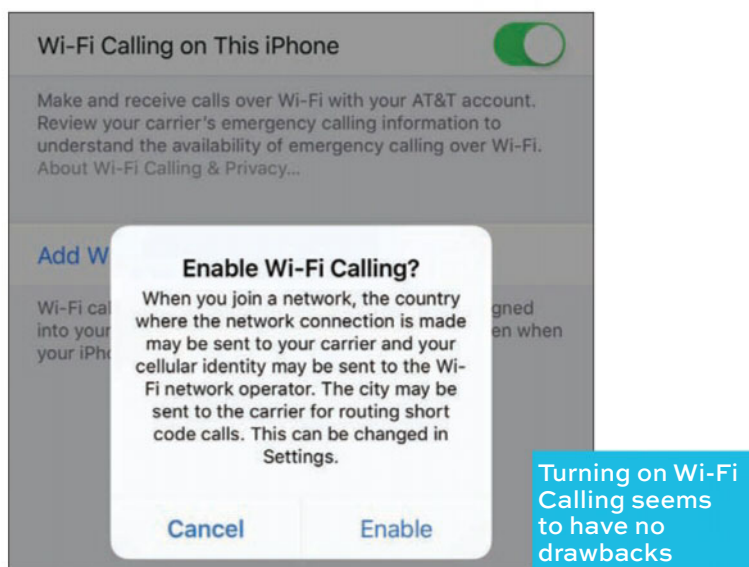 Wi-Fi Calling on This iPhone
Make and receive calls over Wi-Fi with your AT&T account.
Review your carrier's emergency calling information to
understand the availability of emergency calling over Wi-Fi.
About Wi-Fi Calling & Privacy...
Add W
Wi-Fi cal
gned
into your
en when
your iPho
Enable Wi-Fi Calling?
When you join a network, the country
where the network connection is made
may be sent to your carrier and your
cellular identity may be sent to the Wi-
Fi network operator. The city may be
sent to the carrier for routing short
code calls. This can be changed in
Settings.
Cancel
Enable
Turning on Wi-Fi
Calling seems
to have no
drawbacks